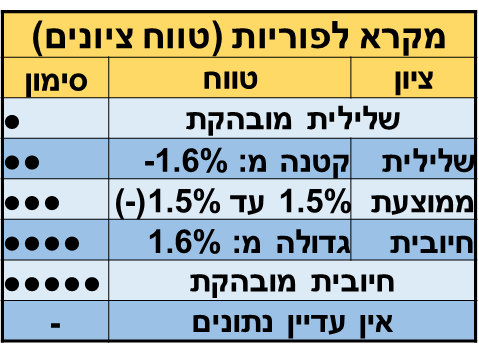 מקרא לפוריות (טווח ציונים)
ציון טווח סימון
שלילית מובהקת ●
שלילית קטנה מ: 1.6%- ●●
ממוצעת 1.5% עד 1.5%(-) ●●●
חיובית גדולה מ: 1.6% ●●●●
חיובית מובהקת ●●●●●
אין עדיין נתונים -